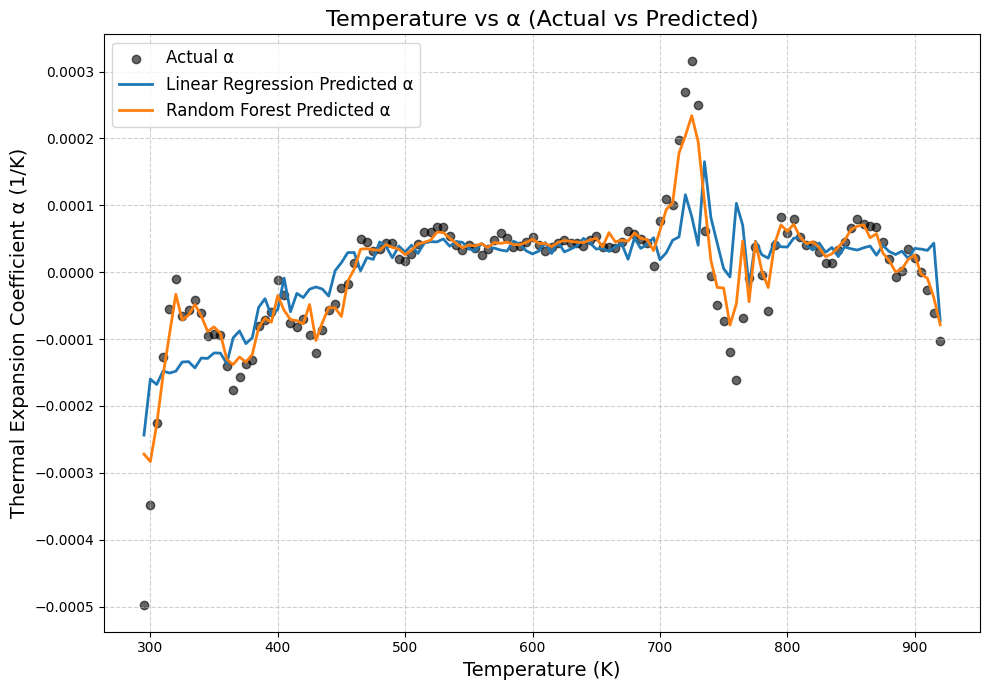 Temperature vs α (Actual vs Predicted)
Actual α
Linear Regression Predicted α
Random Forest Predicted α
Thermal Expansion Coefficient α (1/K)
0.0003
0.0002
0.0001
0.0000
−0.0001
−0.0002
−0.0003
−0.0004
−0.0005
300 400 500 600 700 800 900
Temperature (K)